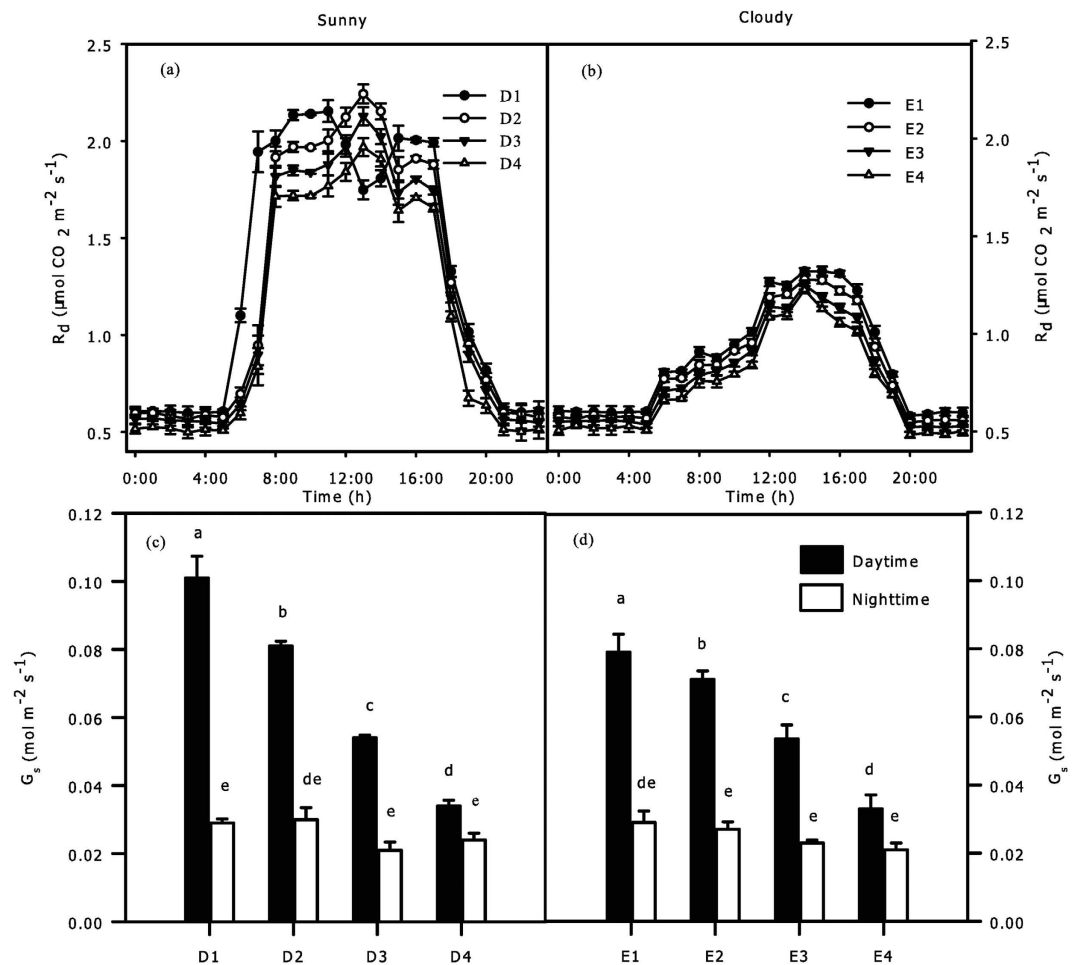 Sunny
Cloudy
(a)
2.5
2.0
1.5
1.0
0.5
R_d (μmol CO_2 m^-2 s^-1)
D1
D2
D3
D4
0:00 4:00 8:00 12:00 16:00 20:00
Time (h)
(b)
E1
E2
E3
E4
2.5
2.0
1.5
1.0
0.5
R_d (μmol CO_2 m^-2 s^-1)
0:00 4:00 8:00 12:00 16:00 20:00
Time (h)
(c)
0.12
0.10
0.08
0.06
0.04
0.02
0.00
G_s (mol m^-2 s^-1)
a
e
b
de
c
e
d
e
D1 D2 D3 D4
(d)
Daytime
Nighttime
a
de
b
e
c
e
d
e
0.12
0.10
0.08
0.06
0.04
0.02
0.00
G_s (mol m^-2 s^-1)
E1 E2 E3 E4